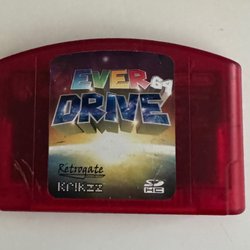 EVER 64
DRIVE
Retrogate
KRIKzz
SD
HC